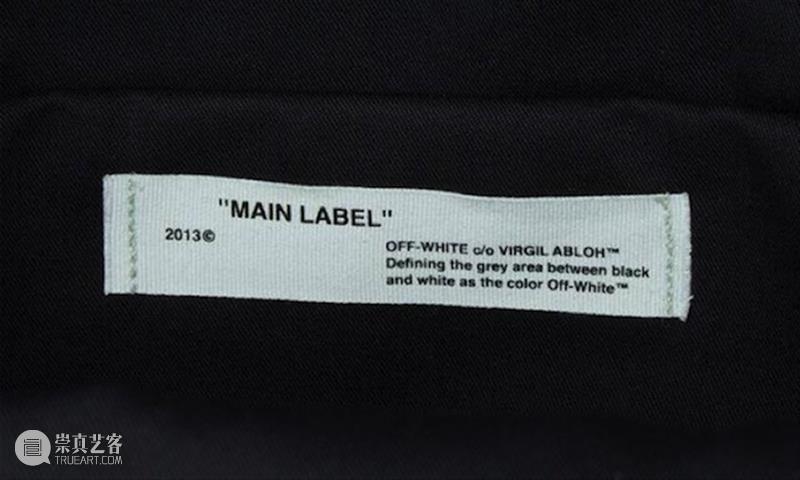 "MAIN LABEL"
2013©
OFF-WHITE c/o VIRGIL ABLOH™
Defining the grey area between black
and white as the color Off-White™
崇真艺客
TRUEART.COM